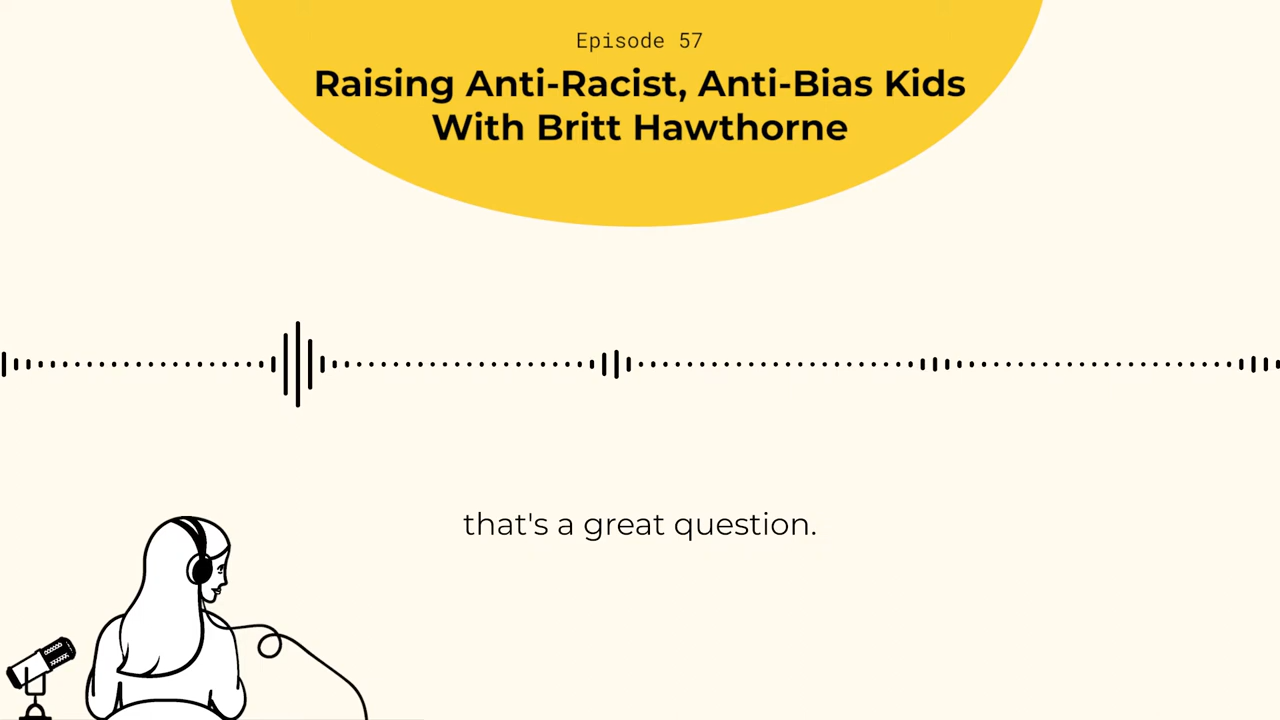 Episode 57
Raising Anti-Racist, Anti-Bias Kids
With Britt Hawthorne
that's a great question.